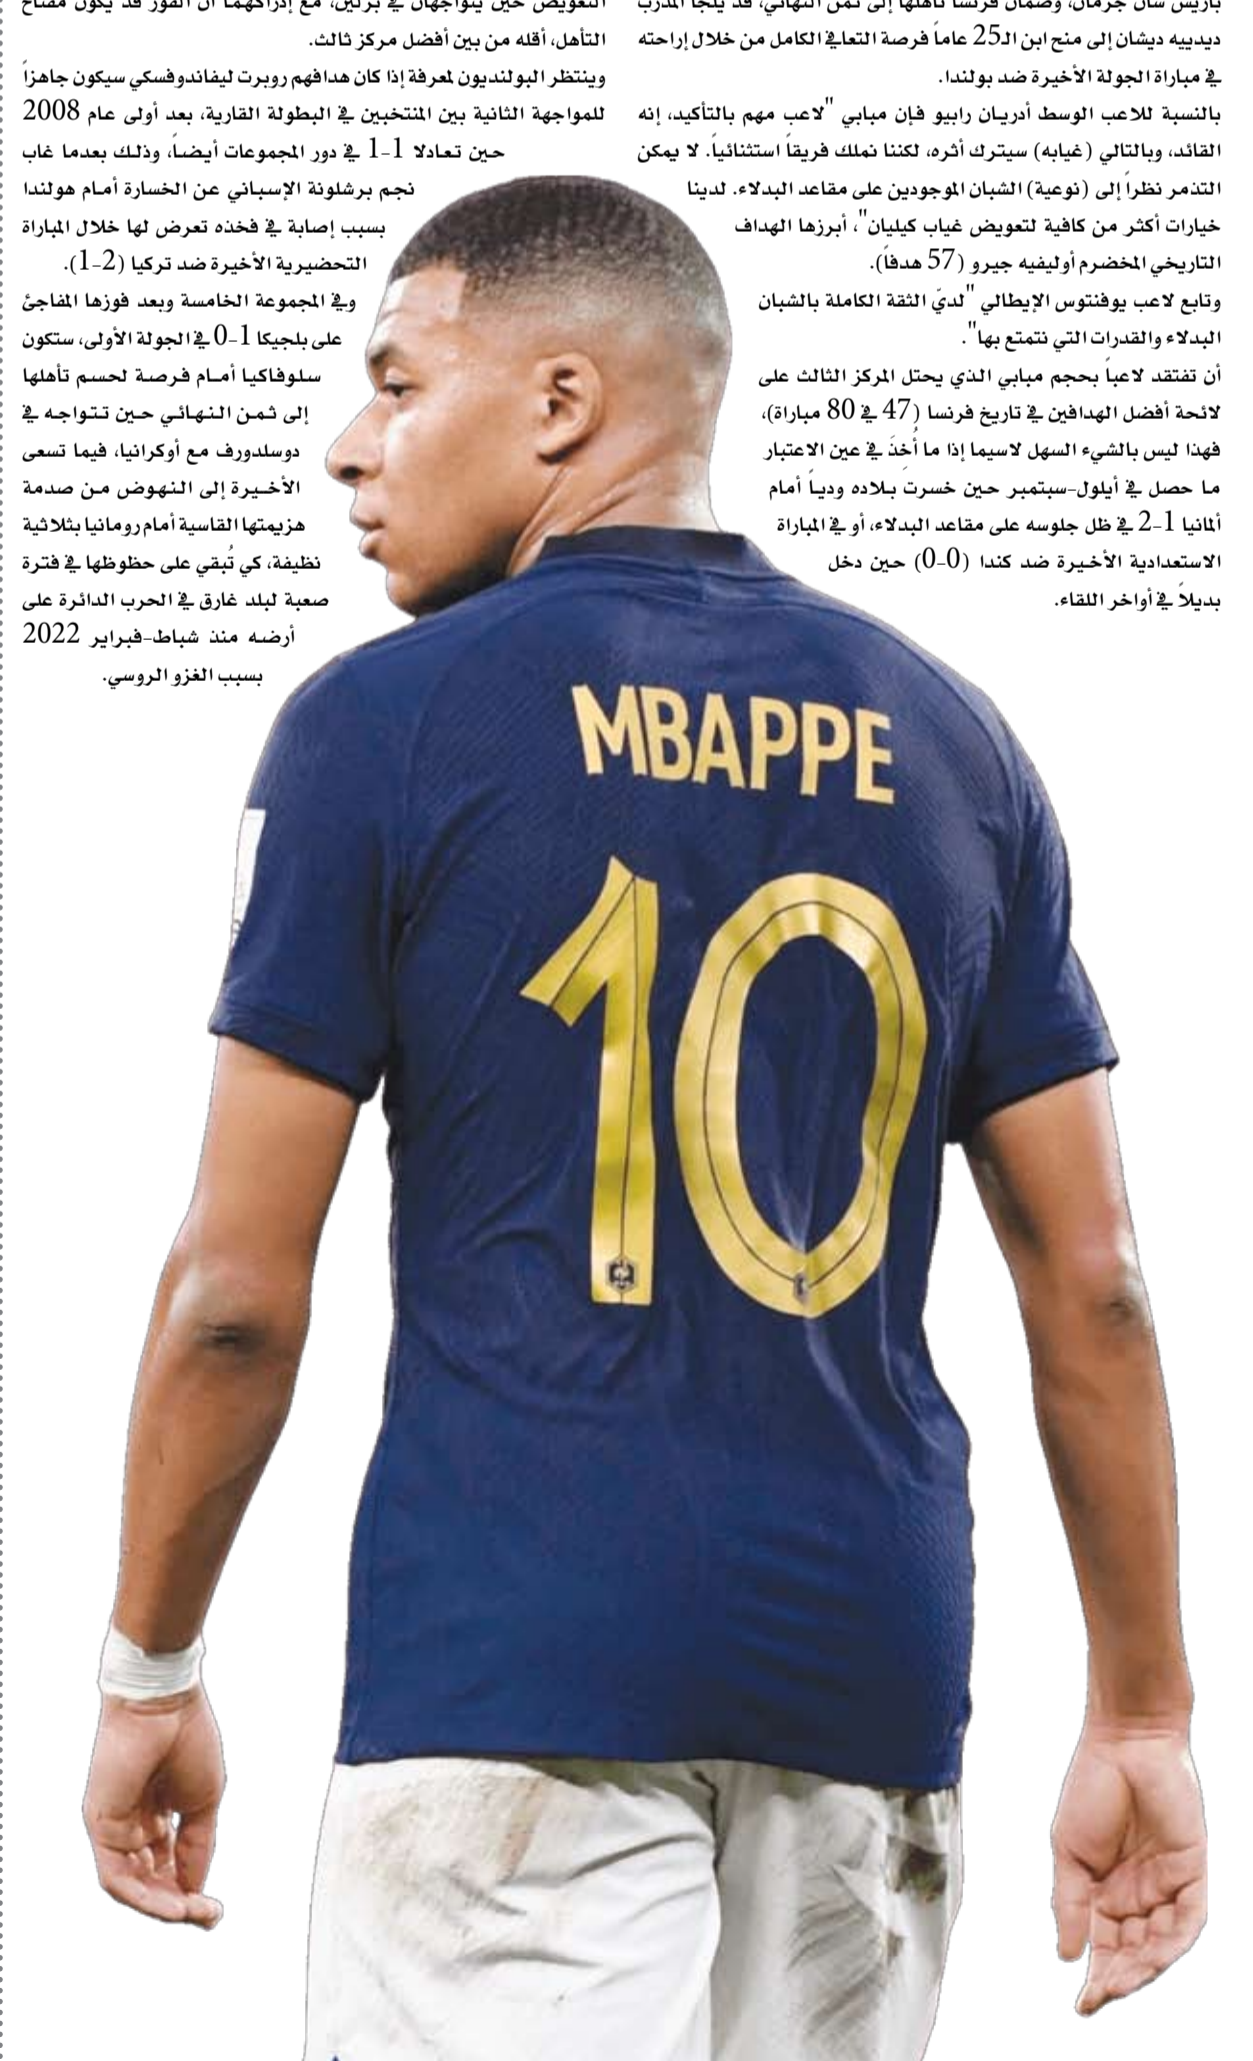 باريس سان جرمان، وضمان فرنسا تأهلها إلى ثمن النهائي، قد يلجأ المدرب
ديدييه ديشان إلى منح ابن الـ25 عاماً فرصة التعافي الكامل من خلال إراحته
في مباراة الجولة الأخيرة ضد بولندا.
بالنسبة للاعب الوسط أدريان رابيو فإن مبابي "لاعب مهم بالتأكيد، إنه
القائد، وبالتالي (غيابه) سيترك أثره، لكننا نملك فريقاً استثنائياً. لا يمكن
التذمر نظراً إلى (نوعية) الشبان الموجودين على مقاعد البدلاء. لدينا
خيارات أكثر من كافية لتعويض غياب كيليان"، أبرزها الهداف
التاريخي المخضرم أوليفيه جيرو (57 هدفاً).
وتابع لاعب يوفنتوس الإيطالي "لديّ الثقة الكاملة بالشبان
البدلاء والقدرات التي نتمتع بها".
أن تفتقد لاعباً بحجم مبابي الذي يحتل المركز الثالث على
لائحة أفضل الهدافين في تاريخ فرنسا (47 في 80 مباراة)،
فهذا ليس بالشيء السهل لاسيما إذا ما أُخذَ في عين الاعتبار
ما حصل في أيلول-سبتمبر حين خسرت بلاده ودياً أمام
ألمانيا 1-2 في ظل جلوسه على مقاعد البدلاء، أو في المباراة
الاستعدادية الأخيرة ضد كندا (0-0) حين دخل
بديلاً في أواخر اللقاء.
التعويض حين يتواجهان في برلين، مع إدراكهما أن الفوز قد يكون مفتاح
التأهل، أقله من بين أفضل مركز ثالث.
وينتظر البولنديون لمعرفة إذا كان هدافهم روبرت ليفاندوفسكي سيكون جاهزاً
للمواجهة الثانية بين المنتخبين في البطولة القارية، بعد أولى عام 2008
حين تعادلا 1-1 في دور المجموعات أيضاً، وذلك بعدما غاب
نجم برشلونة الإسباني عن الخسارة أمام هولندا
بسبب إصابة في فخذه تعرض لها خلال المباراة
التحضيرية الأخيرة ضد تركيا (2-1).
وفي المجموعة الخامسة وبعد فوزها المفاجئ
على بلجيكا 1-0 في الجولة الأولى، ستكون
سلوفاكيا أمام فرصة لحسم تأهلها
إلى ثمن النهائي حين تتواجه في
دوسلدورف مع أوكرانيا، فيما تسعى
الأخيرة إلى النهوض من صدمة
هزيمتها القاسية أمام رومانيا بثلاثية
نظيفة، كي تُبقي على حظوظها في فترة
صعبة لبلد غارق في الحرب الدائرة على
أرضه منذ شباط-فبراير 2022
بسبب الغزو الروسي.
MBAPPE
10